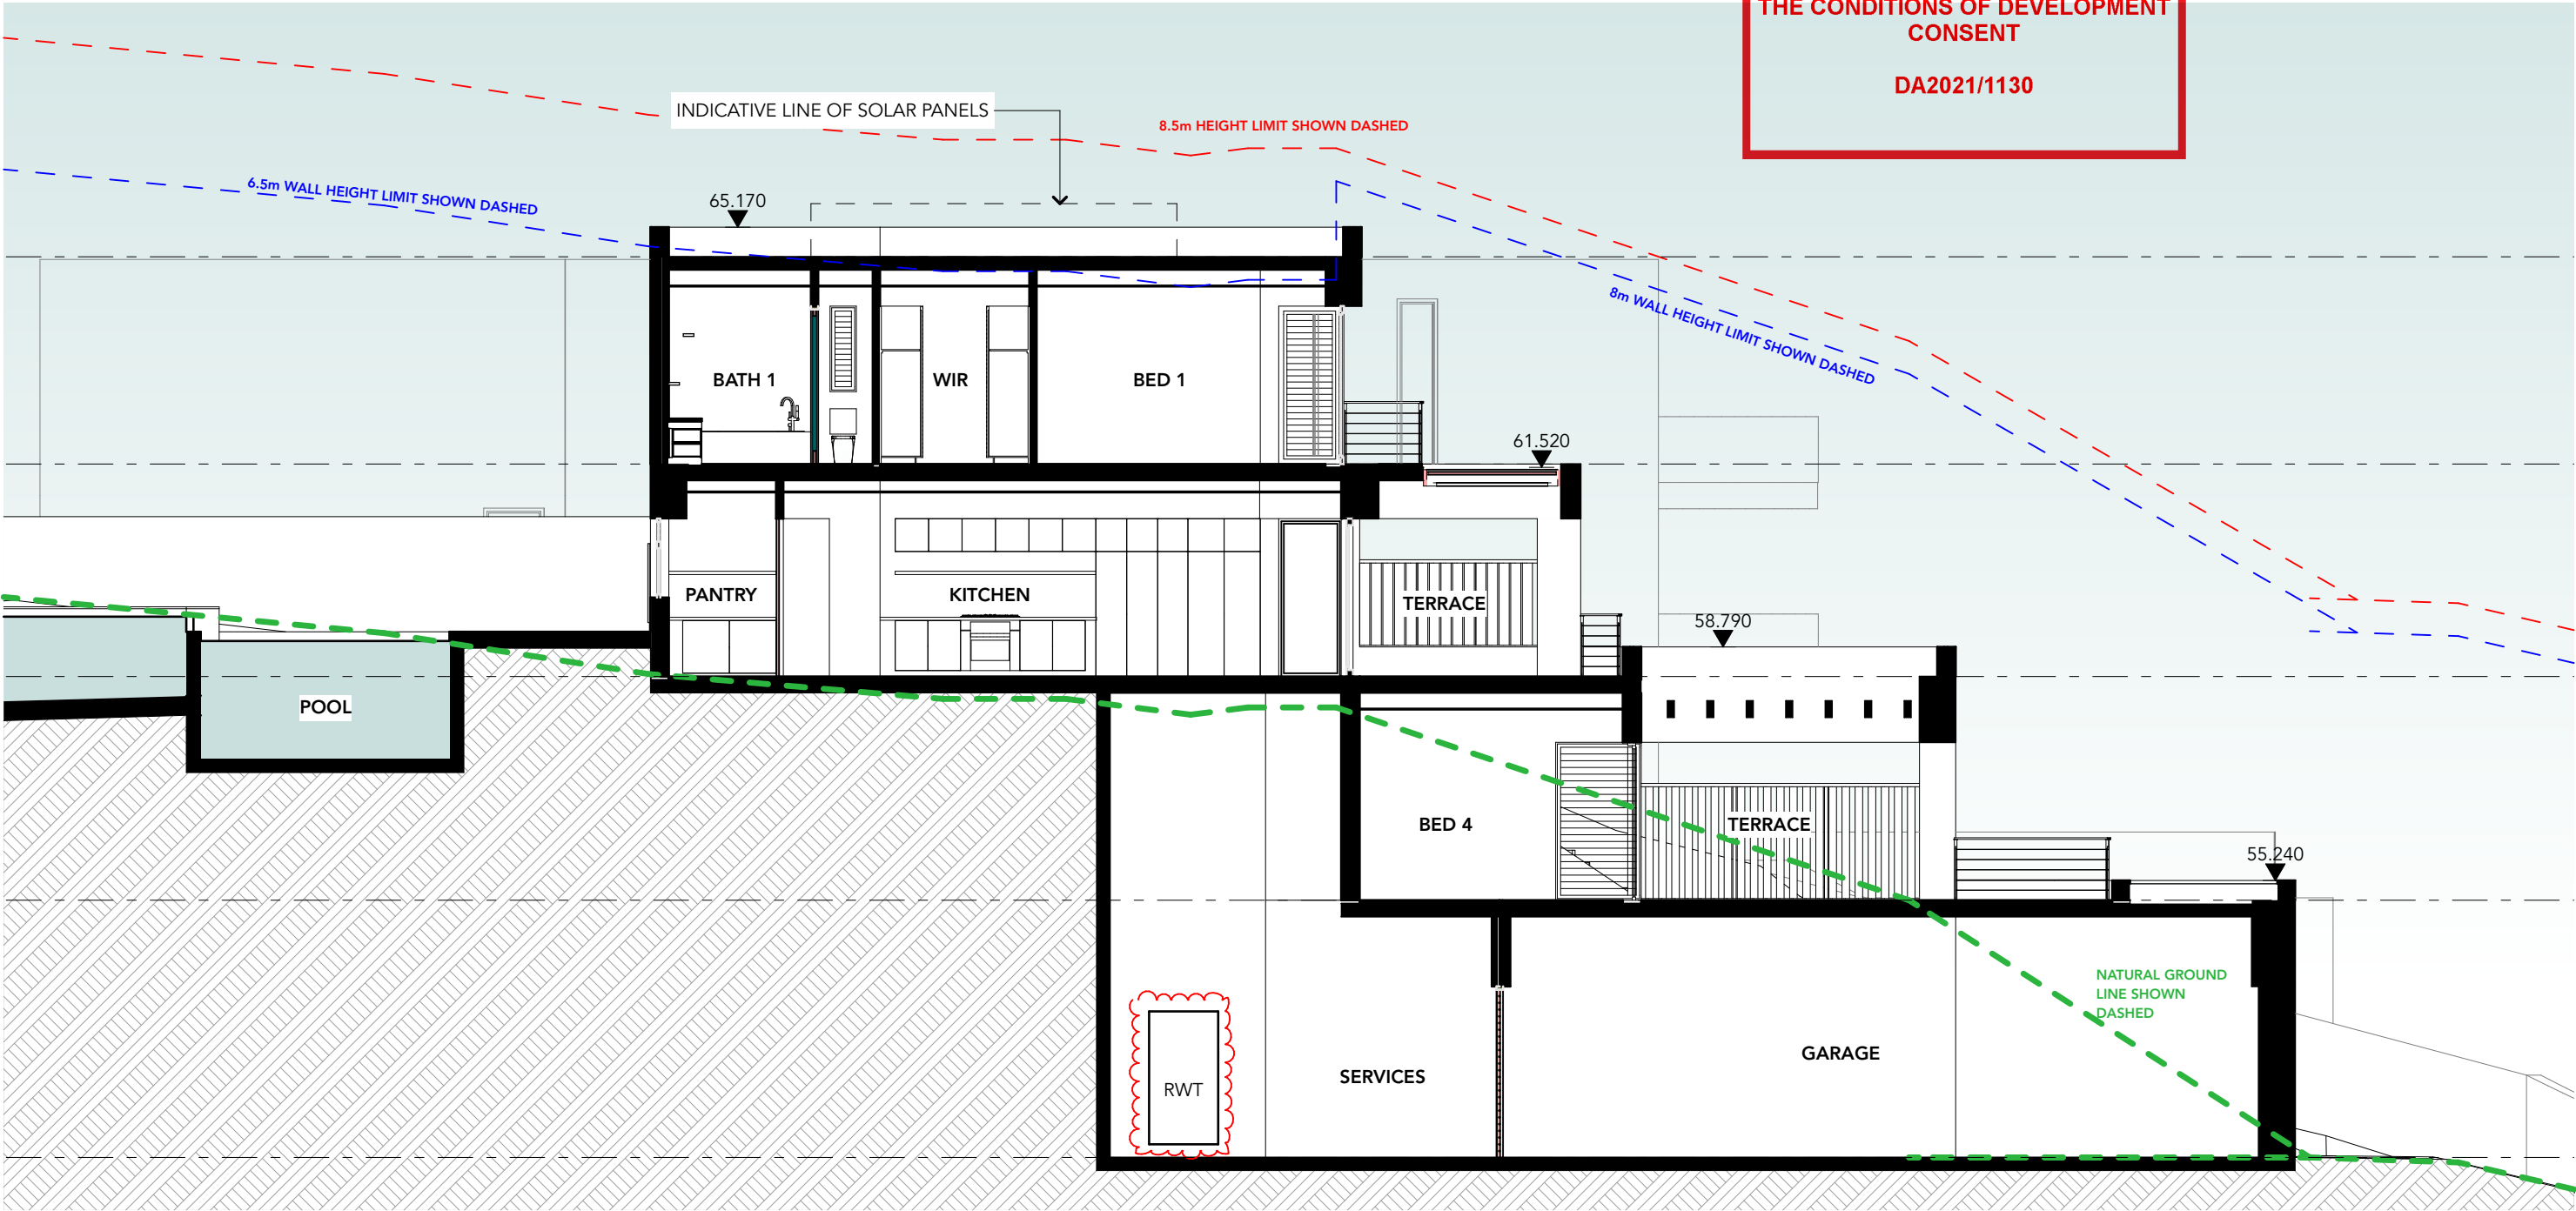 THE CONDITIONS OF DEVELOPMENT
CONSENT
DA2021/1130
INDICATIVE LINE OF SOLAR PANELS
8.5m HEIGHT LIMIT SHOWN DASHED
6.5m WALL HEIGHT LIMIT SHOWN DASHED
65.170
8m WALL HEIGHT LIMIT SHOWN DASHED
BATH 1
WIR
BED 1
61.520
PANTRY
KITCHEN
TERRACE
58.790
POOL
BED 4
TERRACE
55.240
NATURAL GROUND
LINE SHOWN
DASHED
GARAGE
SERVICES
RWT